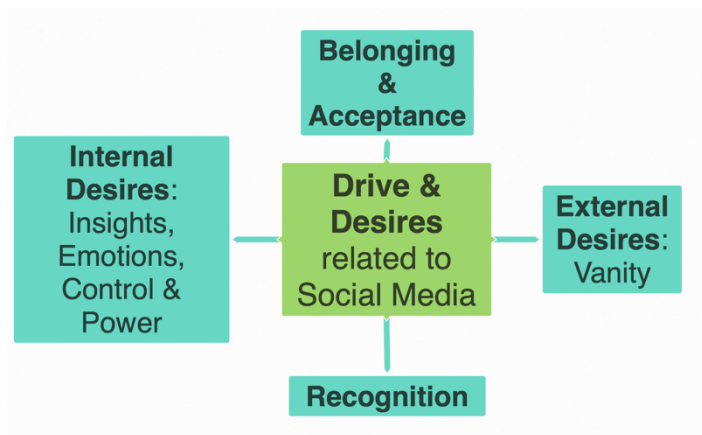 Belonging
&
Acceptance
Internal
Desires:
Insights,
Emotions,
Control &
Power
Drive &
Desires
related to
Social Media
External
Desires:
Vanity
Recognition